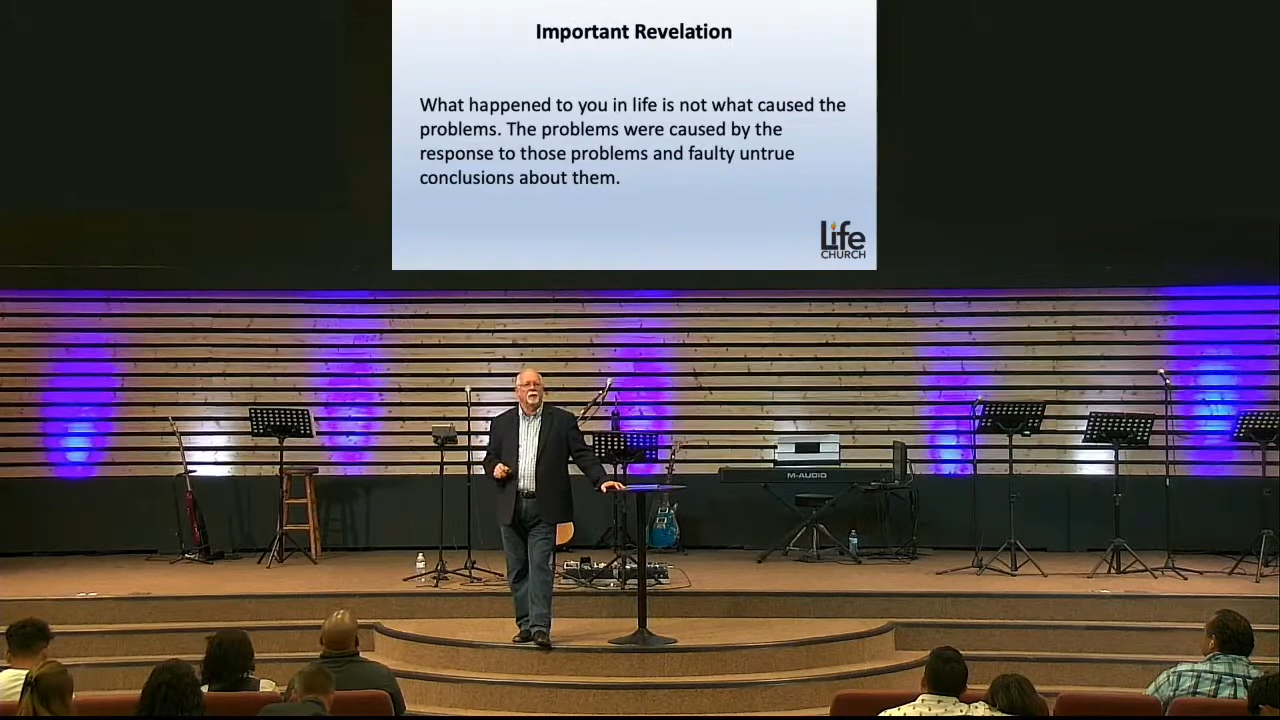 Important Revelation
What happened to you in life is not what caused the
problems. The problems were caused by the
response to those problems and faulty untrue
conclusions about them.
Life
CHURCH
M-AUDIO